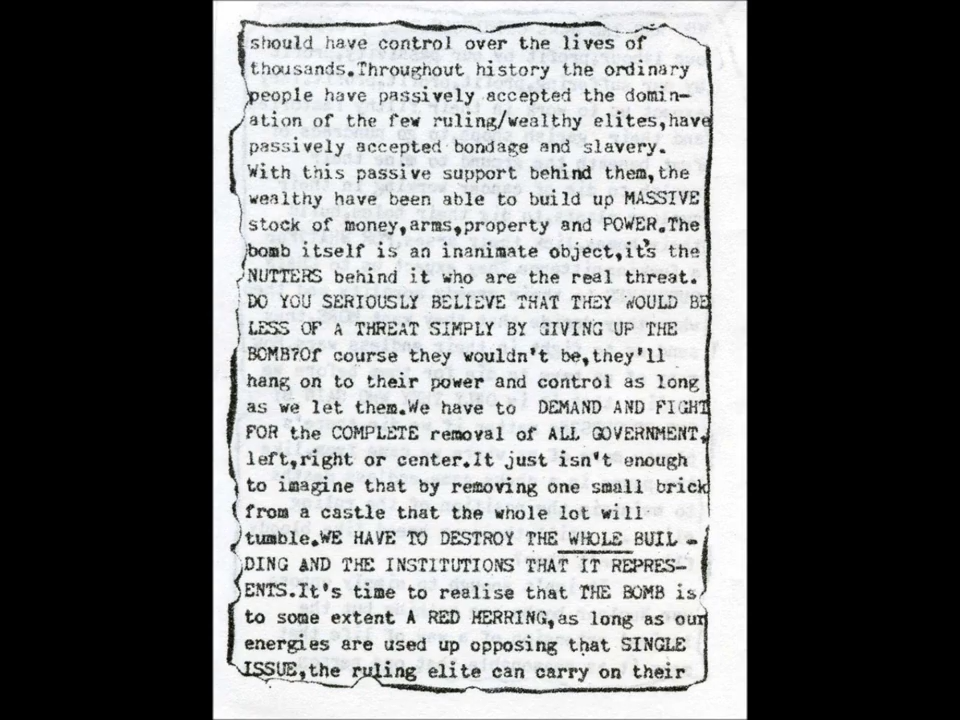 should have control over the lives of
thousands.Throughout history the ordinary
people have passively accepted the domin-
ation of the few ruling/wealthy elites,have
passively accepted bondage and slavery.
With this passive support behind them,the
wealthy have been able to build up MASSIVE
stock of money,arms,property and POWER.The
bomb itself is an inanimate object,it's the
NUTTERS behind it who are the real threat.
DO YOU SERIOUSLY BELIEVE THAT THEY WOULD BE
LESS OF A THREAT SIMPLY BY GIVING UP THE
BOMB?Of course they wouldn't be,they'll
hang on to their power and control as long
as we let them.We have to DEMAND AND FIGHT
FOR the COMPLETE removal of ALL GOVERNMENT,
left,right or center.It just isn't enough
to imagine that by removing one small brick
from a castle that the whole lot will
tumble.WE HAVE TO DESTROY THE WHOLE BUIL -
DING AND THE INSTITUTIONS THAT IT REPRES-
ENTS.It's time to realise that THE BOMB is
to some extent A RED HERRING,as long as our
energies are used up opposing that SINGLE
ISSUE,the ruling elite can carry on their